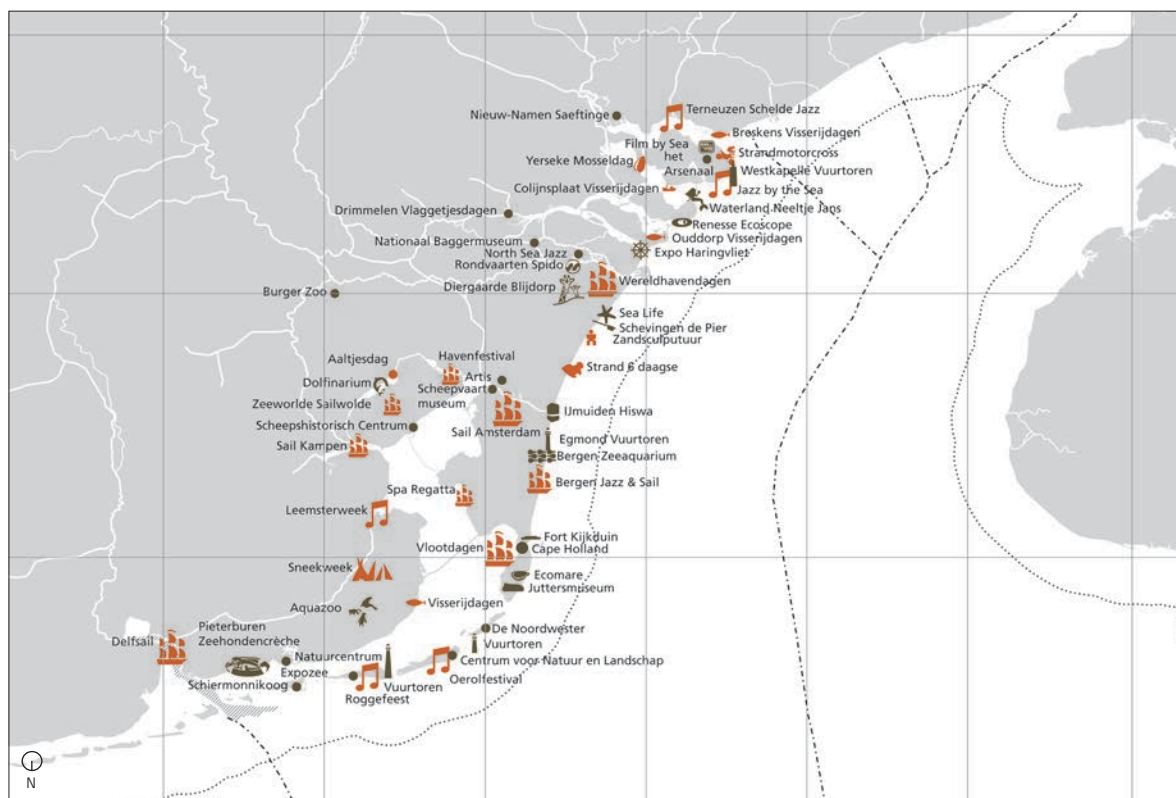 Nieuw-Namen Saeftinge
Terneuzen Schelde Jazz
Breskens Visserijdagen
Film by Sea
het
Arsenaal
Strandmotorcross
Yerseke Mosseldag
Westkapelle Vuurtoren
Colijnsplaat Visserijdagen
Jazz by the Sea
Waterland Neeltje Jans
Drimmelen Vlaggetjesdagen
Renesse Ecoscope
Nationaal Baggermuseum
Ouddorp Visserijdagen
North Sea Jazz
Expo Haringvliet
Rondvaarten Spido
Diergaarde Blijdorp
Wereldhavendagen
Burger Zoo
Sea Life
Schevingen de Pier
Zandsculputuur
Aaltjesdag
Havenfestival
Strand 6 daagse
Dolfinarium
Artis
Scheepvaart
museum
Zeeworlde Sailwolde
IJmuiden Hiswa
Scheepshistorisch Centrum
Sail Amsterdam
Egmond Vuurtoren
Sail Kampen
Bergen Zeeaquarium
Bergen Jazz & Sail
Spa Regatta
Leemsterweek
Fort Kijkduin
Vlootdagen
Cape Holland
Sneekweek
Ecomare
Juttersmuseum
Aquazoo
Visserijdagen
Delfsail
Pieterburen
Zeehondencrèche
De Noordwester
Vuurtoren
Natuurcentrum
Centrum voor Natuur en Landschap
Expozee
Oerolfestival
Schiermonnikoog
Vuurtoren
Roggefeest
N